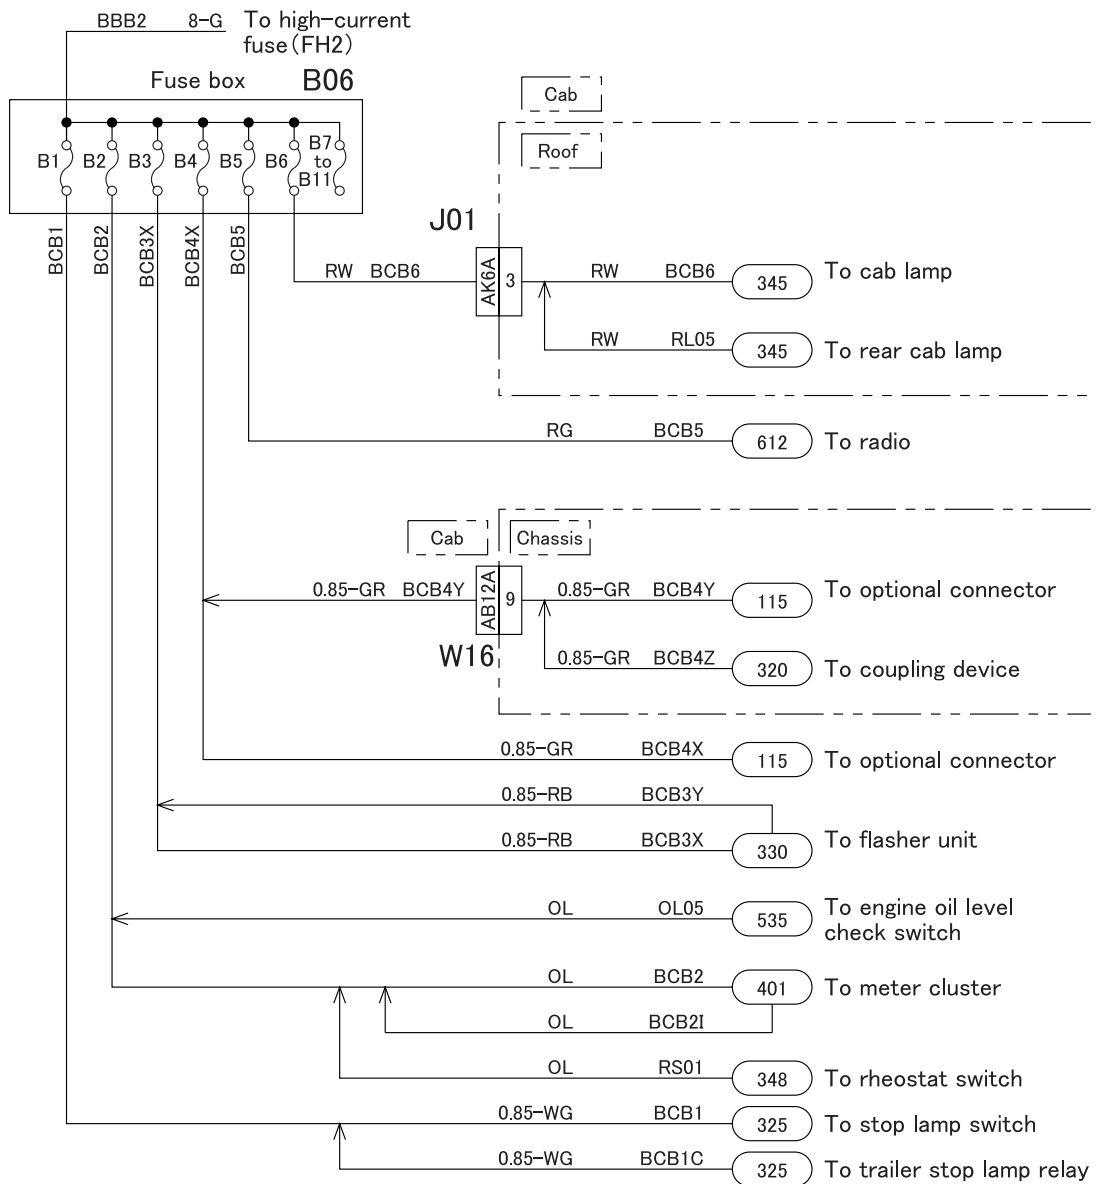 BBB2 8-G To high-current
fuse(FH2)
Fuse box B06
Cab
Roof
B1 B2 B3 B4 B5 B6 B7
to
B11
BCB1 BCB2 BCB3X BCB4X BCB5
J01
RW BCB6 AK6A 3 RW BCB6 345 To cab lamp
RW RL05 345 To rear cab lamp
RG BCB5 612 To radio
Cab Chassis
0.85-GR BCB4Y AB12A 9 0.85-GR BCB4Y 115 To optional connector
W16
0.85-GR BCB4Z 320 To coupling device
0.85-GR BCB4X 115 To optional connector
0.85-RB BCB3Y
0.85-RB BCB3X 330 To flasher unit
OL OL05 535 To engine oil level
check switch
OL BCB2 401 To meter cluster
OL BCB2I
OL RS01 348 To rheostat switch
0.85-WG BCB1 325 To stop lamp switch
0.85-WG BCB1C 325 To trailer stop lamp relay